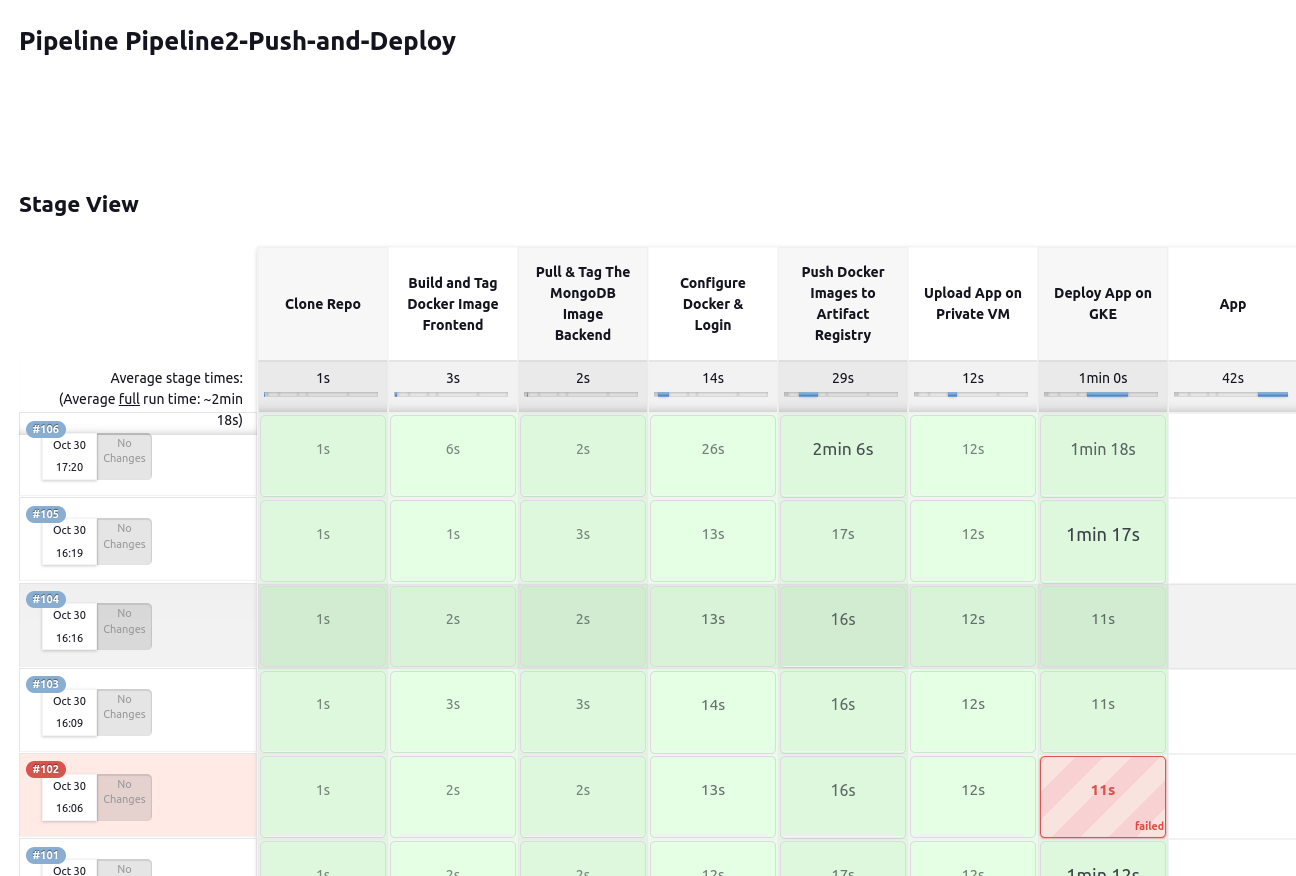 Pipeline Pipeline2-Push-and-Deploy
Stage View
Clone Repo
Build and Tag
Docker Image
Frontend
Pull & Tag The
MongoDB
Image
Backend
Configure
Docker &
Login
Push Docker
Images to
Artifact
Registry
Upload App on
Private VM
Deploy App on
GKE
App
Average stage times:
(Average full run time: ~2min
18s)
1s
3s
2s
14s
29s
12s
1min 0s
42s
#106
Oct 30
17:20
No
Changes
1s
6s
2s
26s
2min 6s
12s
1min 18s
#105
Oct 30
16:19
No
Changes
1s
1s
3s
13s
17s
12s
1min 17s
#104
Oct 30
16:16
No
Changes
1s
2s
2s
13s
16s
12s
11s
#103
Oct 30
16:09
No
Changes
1s
3s
3s
14s
16s
12s
11s
#102
Oct 30
16:06
No
Changes
1s
2s
2s
13s
16s
12s
11s
failed
#101
Oct 30
No
1s
2s
2s
12s
17s
12s
1min 12s